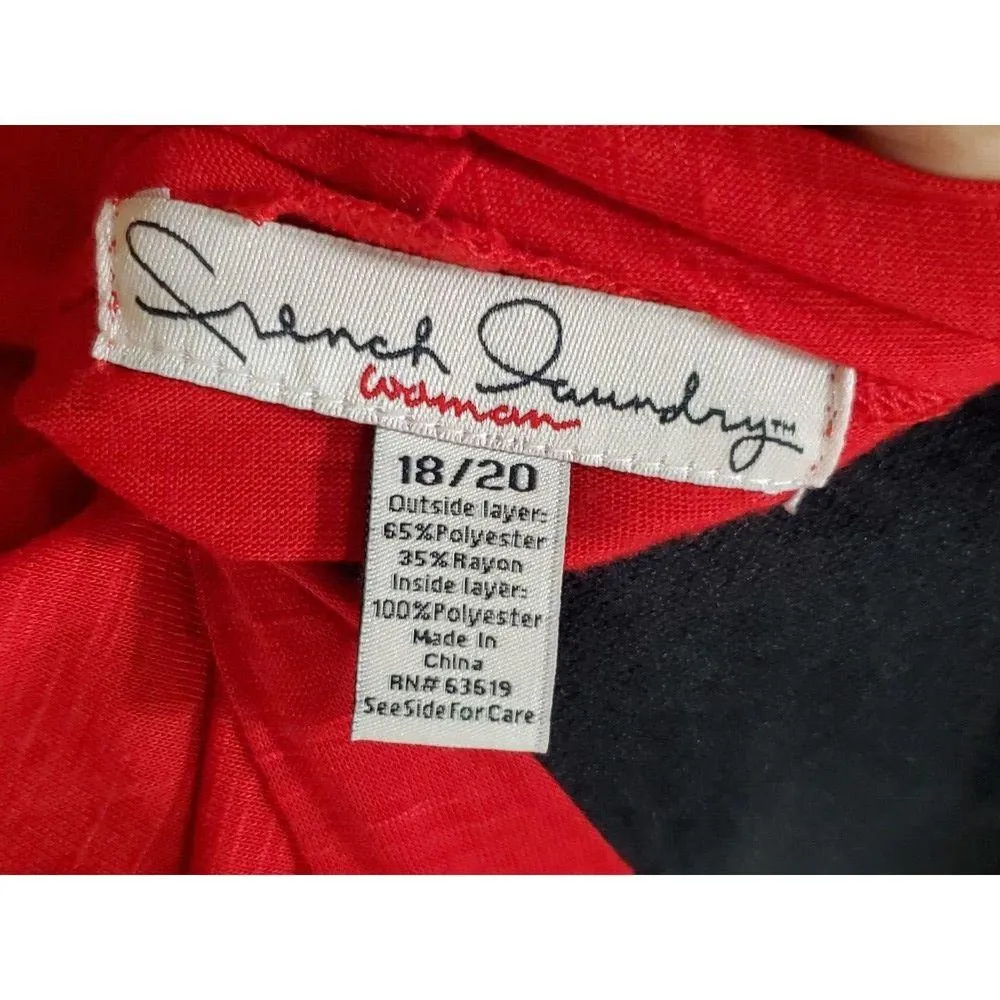 French Laundry™
woman
18/20
Outside layer:
65%Polyester
35%Rayon
Inside layer:
100%Polyester
Made In
China
RN# 63619
SeeSideForCare